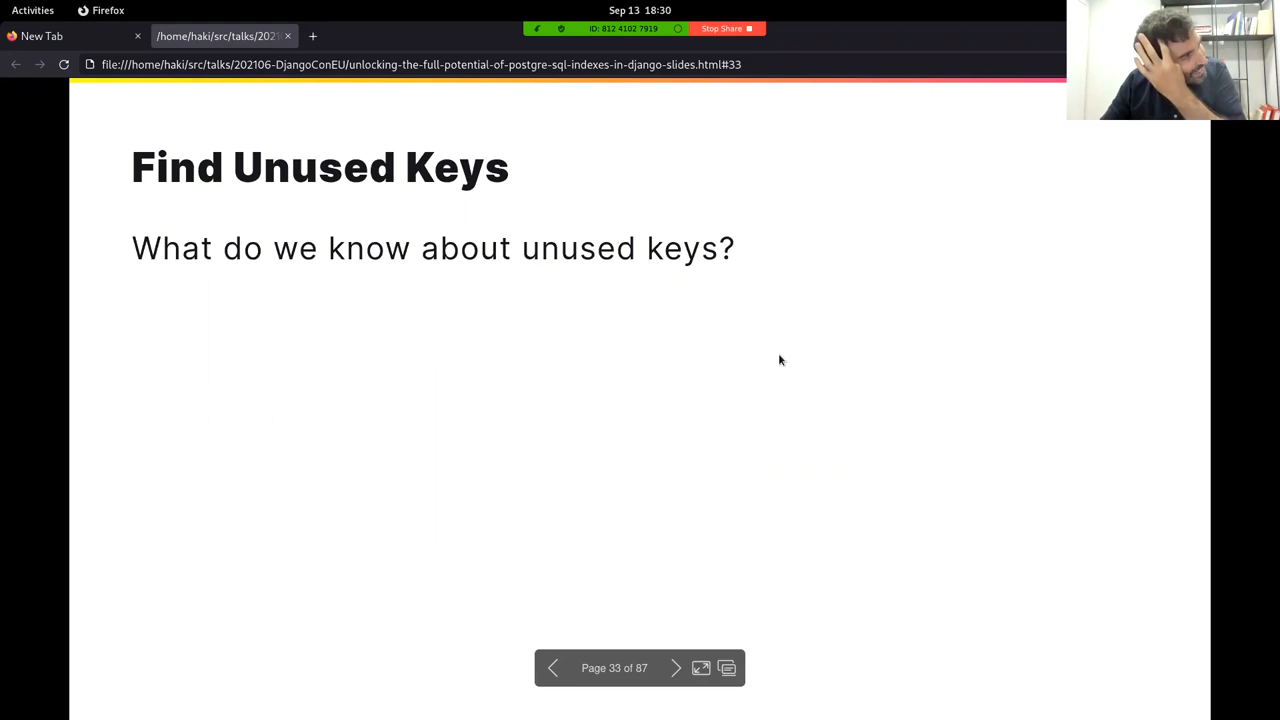 Activities
Firefox
Sep 13 18:30
New Tab
/home/haki/src/talks/202
ID: 812 4102 7919
Stop Share
file:///home/haki/src/talks/202106-DjangoConEU/unlocking-the-full-potential-of-postgre-sql-indexes-in-django-slides.html#33
Find Unused Keys
What do we know about unused keys?
Page 33 of 87